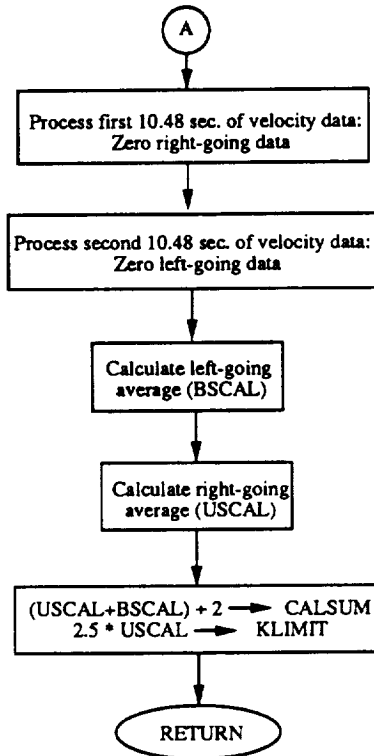 A
Process first 10.48 sec. of velocity data:
Zero right-going data
Process second 10.48 sec. of velocity data:
Zero left-going data
Calculate left-going
average (BSCAL)
Calculate right-going
average (USCAL)
(USCAL+BSCAL) + 2 → CALSUM
2.5 * USCAL → KLIMIT
RETURN